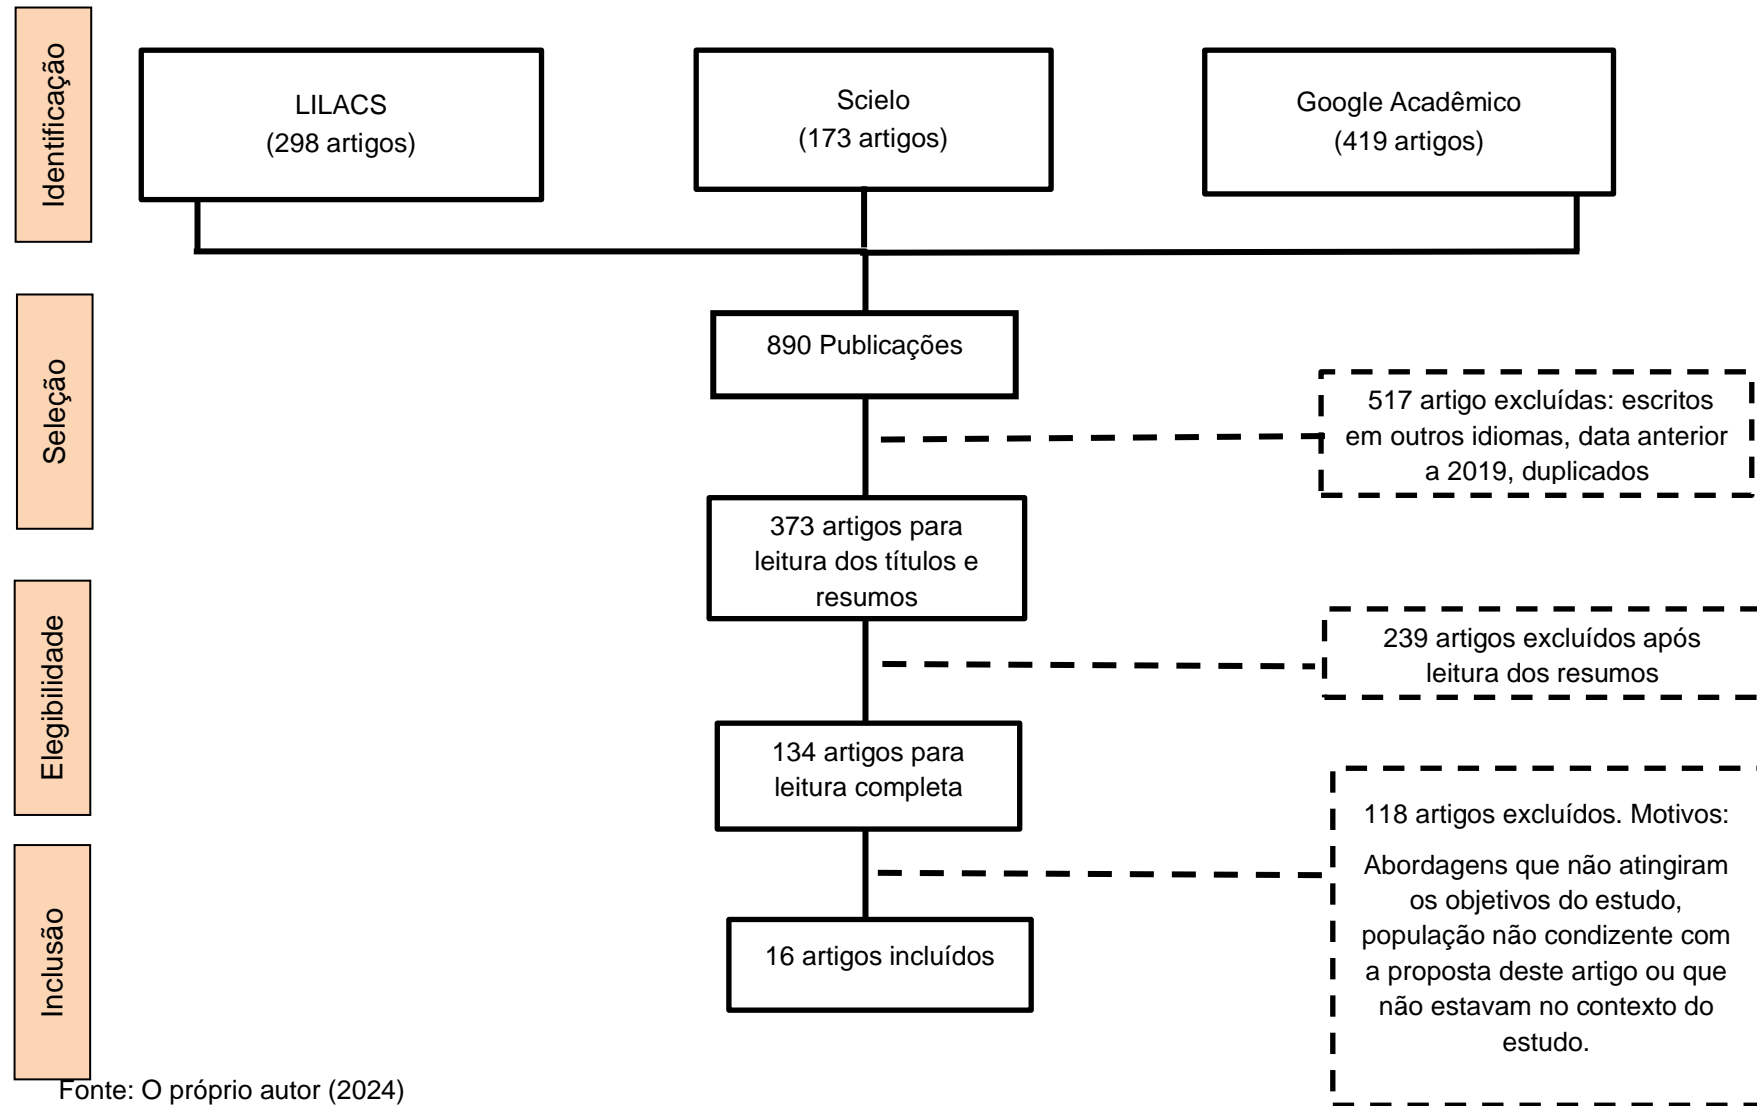 Identificação
LILACS
(298 artigos)
Scielo
(173 artigos)
Google Acadêmico
(419 artigos)
Seleção
890 Publicações
517 artigo excluídas: escritos
em outros idiomas, data anterior
a 2019, duplicados
373 artigos para
leitura dos títulos e
resumos
Elegibilidade
239 artigos excluídos após
leitura dos resumos
134 artigos para
leitura completa
118 artigos excluídos. Motivos:
Abordagens que não atingiram
os objetivos do estudo,
população não condizente com
a proposta deste artigo ou que
não estavam no contexto do
estudo.
Inclusão
16 artigos incluídos
Fonte: O próprio autor (2024)